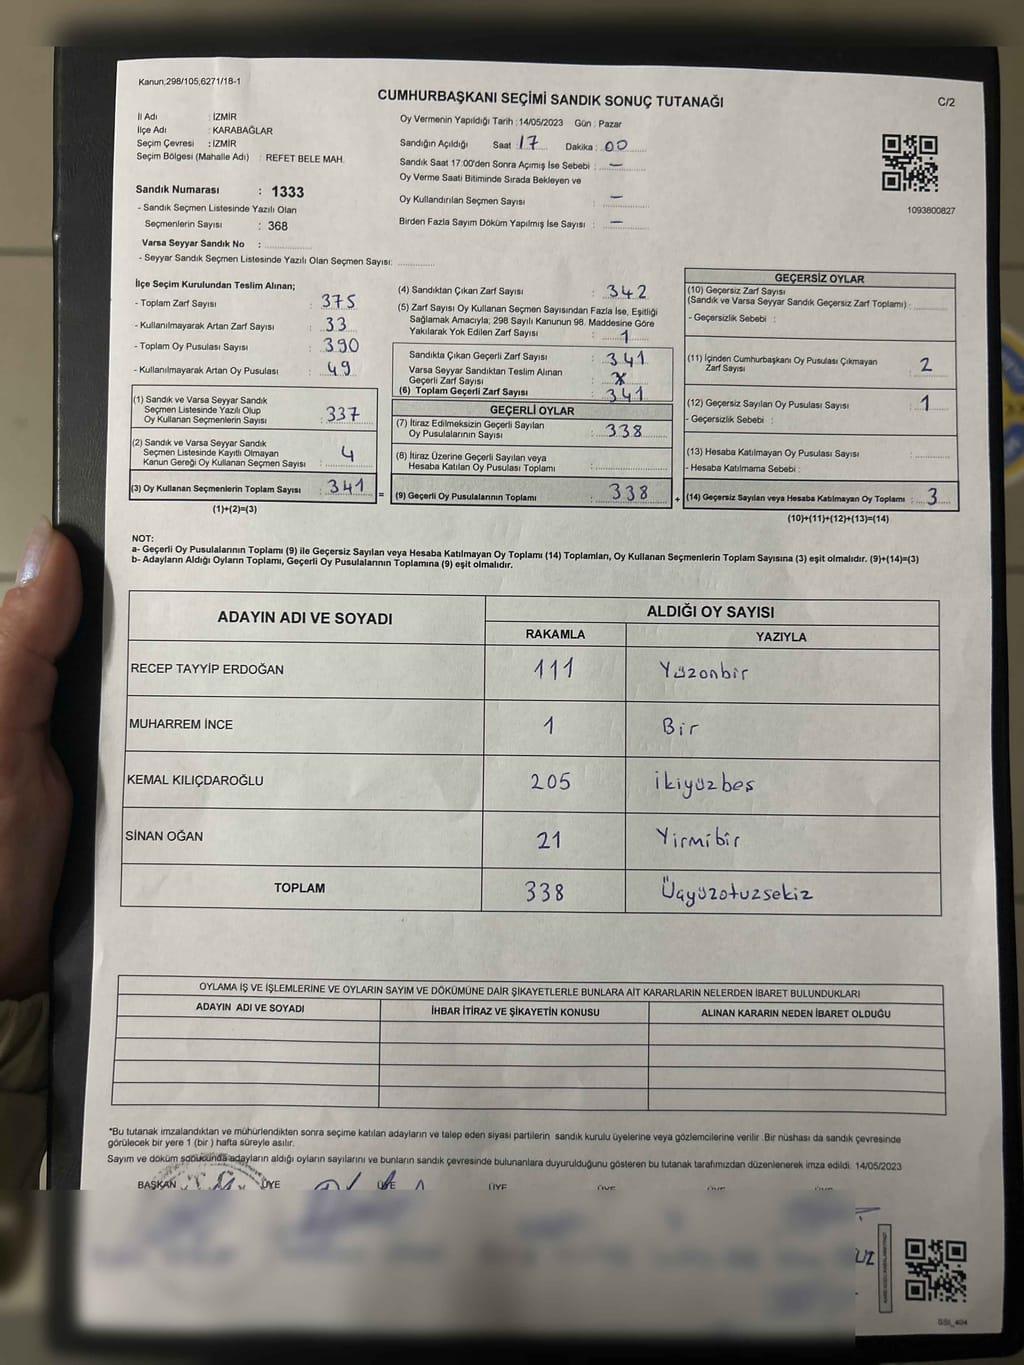 Kanun;298/105,6271/18-1
CUMHURBAŞKANI SEÇİMİ SANDIK SONUÇ TUTANAĞI
C/2
İl Adı : İZMİR
İlçe Adı : KARABAĞLAR
Seçim Çevresi : İZMİR
Seçim Bölgesi (Mahalle Adı) : REFET BELE MAH.
Sandık Numarası : 1333
- Sandık Seçmen Listesinde Yazılı Olan
Seçmenlerin Sayısı : 368
Varsa Seyyar Sandık No :
- Seyyar Sandık Seçmen Listesinde Yazılı Olan Seçmen Sayısı:
Oy Vermenin Yapıldığı Tarih : 14/05/2023 Gün : Pazar
Sandığın Açıldığı Saat : 17 Dakika : 00
Sandık Saat 17:00'den Sonra Açımış İse Sebebi : —
Oy Verme Saati Bitiminde Sırada Bekleyen ve
Oy Kullandırılan Seçmen Sayısı : —
Birden Fazla Sayım Döküm Yapılmış İse Sayısı : —
1093800827
İlçe Seçim Kurulundan Teslim Alınan;
- Toplam Zarf Sayısı : 375
- Kullanılmayarak Artan Zarf Sayısı : 33
- Toplam Oy Pusulası Sayısı : 390
- Kullanılmayarak Artan Oy Pusulası : 49
(1) Sandık ve Varsa Seyyar Sandık
Seçmen Listesinde Yazılı Olup
Oy Kullanan Seçmenlerin Sayısı : 337
(2) Sandık ve Varsa Seyyar Sandık
Seçmen Listesinde Kayıtlı Olmayan
Kanun Gereği Oy Kullanan Seçmen Sayısı : 4
(3) Oy Kullanan Seçmenlerin Toplam Sayısı : 341
(1)+(2)=(3)
(4) Sandıktan Çıkan Zarf Sayısı : 342
(5) Zarf Sayısı Oy Kullanan Seçmen Sayısından Fazla İse, Eşitliği
Sağlamak Amacıyla; 298 Sayılı Kanunun 98. Maddesine Göre
Yakılarak Yok Edilen Zarf Sayısı : 1
Sandıkta Çıkan Geçerli Zarf Sayısı : 341
Varsa Seyyar Sandıktan Teslim Alınan
Geçerli Zarf Sayısı :
(6) Toplam Geçerli Zarf Sayısı : 341
GEÇERLİ OYLAR
(7) İtiraz Edilmeksizin Geçerli Sayılan
Oy Pusulalarının Sayısı : 338
(8) İtiraz Üzerine Geçerli Sayılan veya
Hesaba Katılan Oy Pusulası Toplamı :
= (9) Geçerli Oy Pusulalarının Toplamı : 338
GEÇERSİZ OYLAR
(10) Geçersiz Zarf Sayısı
(Sandık ve Varsa Seyyar Sandık Geçersiz Zarf Toplamı) :
- Geçersizlik Sebebi :
(11) İçinden Cumhurbaşkanı Oy Pusulası Çıkmayan
Zarf Sayısı : 2
(12) Geçersiz Sayılan Oy Pusulası Sayısı : 1
- Geçersizlik Sebebi :
(13) Hesaba Katılmayan Oy Pusulası Sayısı :
- Hesaba Katılmama Sebebi :
+ (14) Geçersiz Sayılan veya Hesaba Katılmayan Oy Toplamı : 3
(10)+(11)+(12)+(13)=(14)
NOT:
a- Geçerli Oy Pusulalarının Toplamı (9) ile Geçersiz Sayılan veya Hesaba Katılmayan Oy Toplamı (14) Toplamları, Oy Kullanan Seçmenlerin Toplam Sayısına (3) eşit olmalıdır. (9)+(14)=(3)
b- Adayların Aldığı Oyların Toplamı, Geçerli Oy Pusulalarının Toplamına (9) eşit olmalıdır.
ADAYIN ADI VE SOYADI
ALDIĞI OY SAYISI
RAKAMLA YAZIYLA
RECEP TAYYİP ERDOĞAN 111 Yüzonbir
MUHARREM İNCE 1 Bir
KEMAL KILIÇDAROĞLU 205 İkiyüzbeş
SİNAN OĞAN 21 Yirmibir
TOPLAM 338 Üçyüzotuzsekiz
OYLAMA İŞ VE İŞLEMLERİNE VE OYLARIN SAYIM VE DÖKÜMÜNE DAİR ŞİKAYETLERLE BUNLARA AİT KARARLARIN NELERDEN İBARET BULUNDUKLARI
ADAYIN ADI VE SOYADI İHBAR İTİRAZ VE ŞİKAYETİN KONUSU ALINAN KARARIN NEDEN İBARET OLDUĞU
*Bu tutanak imzalandıktan ve mühürlendikten sonra seçime katılan adayların ve talep eden siyasi partilerin sandık kurulu üyelerine veya gözlemcilerine verilir .Bir nüshası da sandık çevresinde
görülecek bir yere 1 (bir ) hafta süreyle asılır.
Sayım ve döküm sonucunda adayların aldığı oyların sayılarını ve bunların sandık çevresinde bulunanlara duyurulduğunu gösteren bu tutanak tarafımızdan düzenlenerek imza edildi. 14/05/2023
BAŞKAN ÜYE ÜYE ÜYE ÜYE ÜYE ÜYE